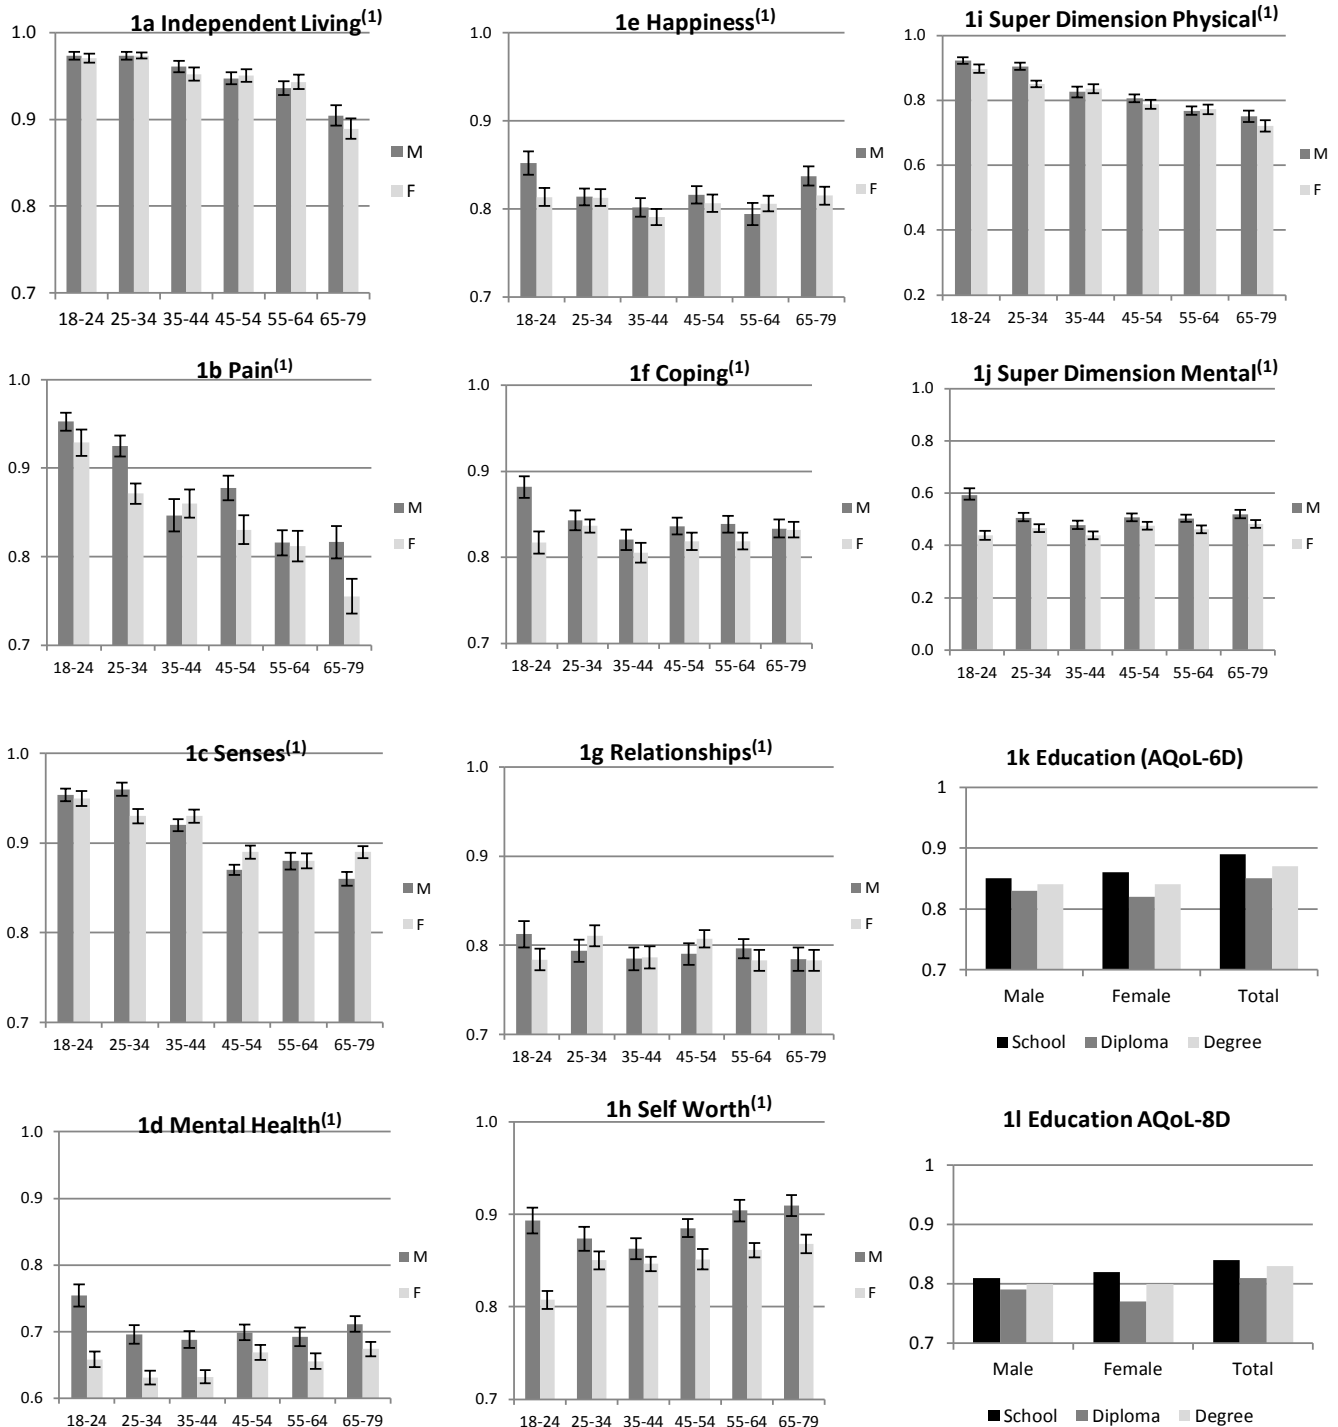 1a Independent Living(1)
1.0
0.9
0.8
0.7
18-24 25-34 35-44 45-54 55-64 65-79
M
F
1e Happiness(1)
1.0
0.9
0.8
0.7
18-24 25-34 35-44 45-54 55-64 65-79
M
F
1i Super Dimension Physical(1)
1.0
0.8
0.6
0.4
0.2
18-24 25-34 35-44 45-54 55-64 65-79
M
F
1b Pain(1)
1.0
0.9
0.8
0.7
18-24 25-34 35-44 45-54 55-64 65-79
M
F
1f Coping(1)
1.0
0.9
0.8
0.7
18-24 25-34 35-44 45-54 55-64 65-79
M
F
1j Super Dimension Mental(1)
1.0
0.8
0.6
0.4
0.2
0.0
18-24 25-34 35-44 45-54 55-64 65-79
M
F
1c Senses(1)
1.0
0.9
0.8
0.7
18-24 25-34 35-44 45-54 55-64 65-79
M
F
1g Relationships(1)
1.0
0.9
0.8
0.7
18-24 25-34 35-44 45-54 55-64 65-79
M
F
1k Education (AQoL-6D)
1
0.9
0.8
0.7
Male Female Total
School Diploma Degree
1d Mental Health(1)
1.0
0.9
0.8
0.7
0.6
18-24 25-34 35-44 45-54 55-64 65-79
M
F
1h Self Worth(1)
1.0
0.9
0.8
0.7
18-24 25-34 35-44 45-54 55-64 65-79
M
F
1l Education AQoL-8D
1
0.9
0.8
0.7
Male Female Total
School Diploma Degree